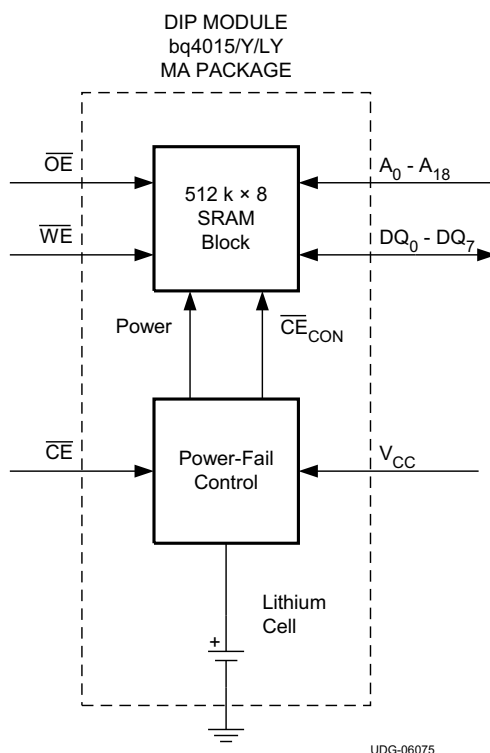 DIP MODULE
bq4015/Y/LY
MA PACKAGE
OE
A0 - A18
512 k × 8
SRAM
Block
WE
DQ0 - DQ7
Power
CECON
CE
Power-Fail
Control
VCC
Lithium
Cell
+
UDG-06075